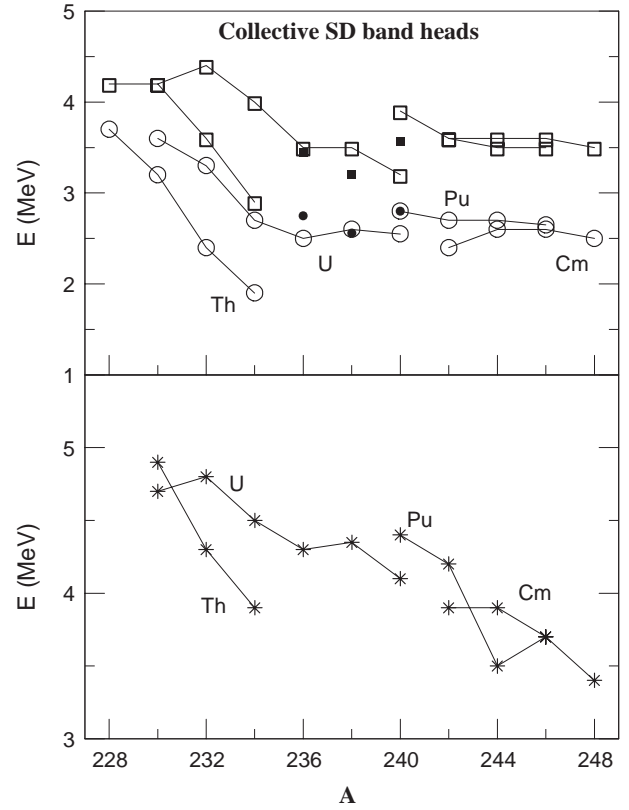 Collective SD band heads
5
4
3
2
1
E (MeV)
Pu
U
Cm
Th
5
4
3
E (MeV)
U
Pu
Th
Cm
228 232 236 240 244 248
A